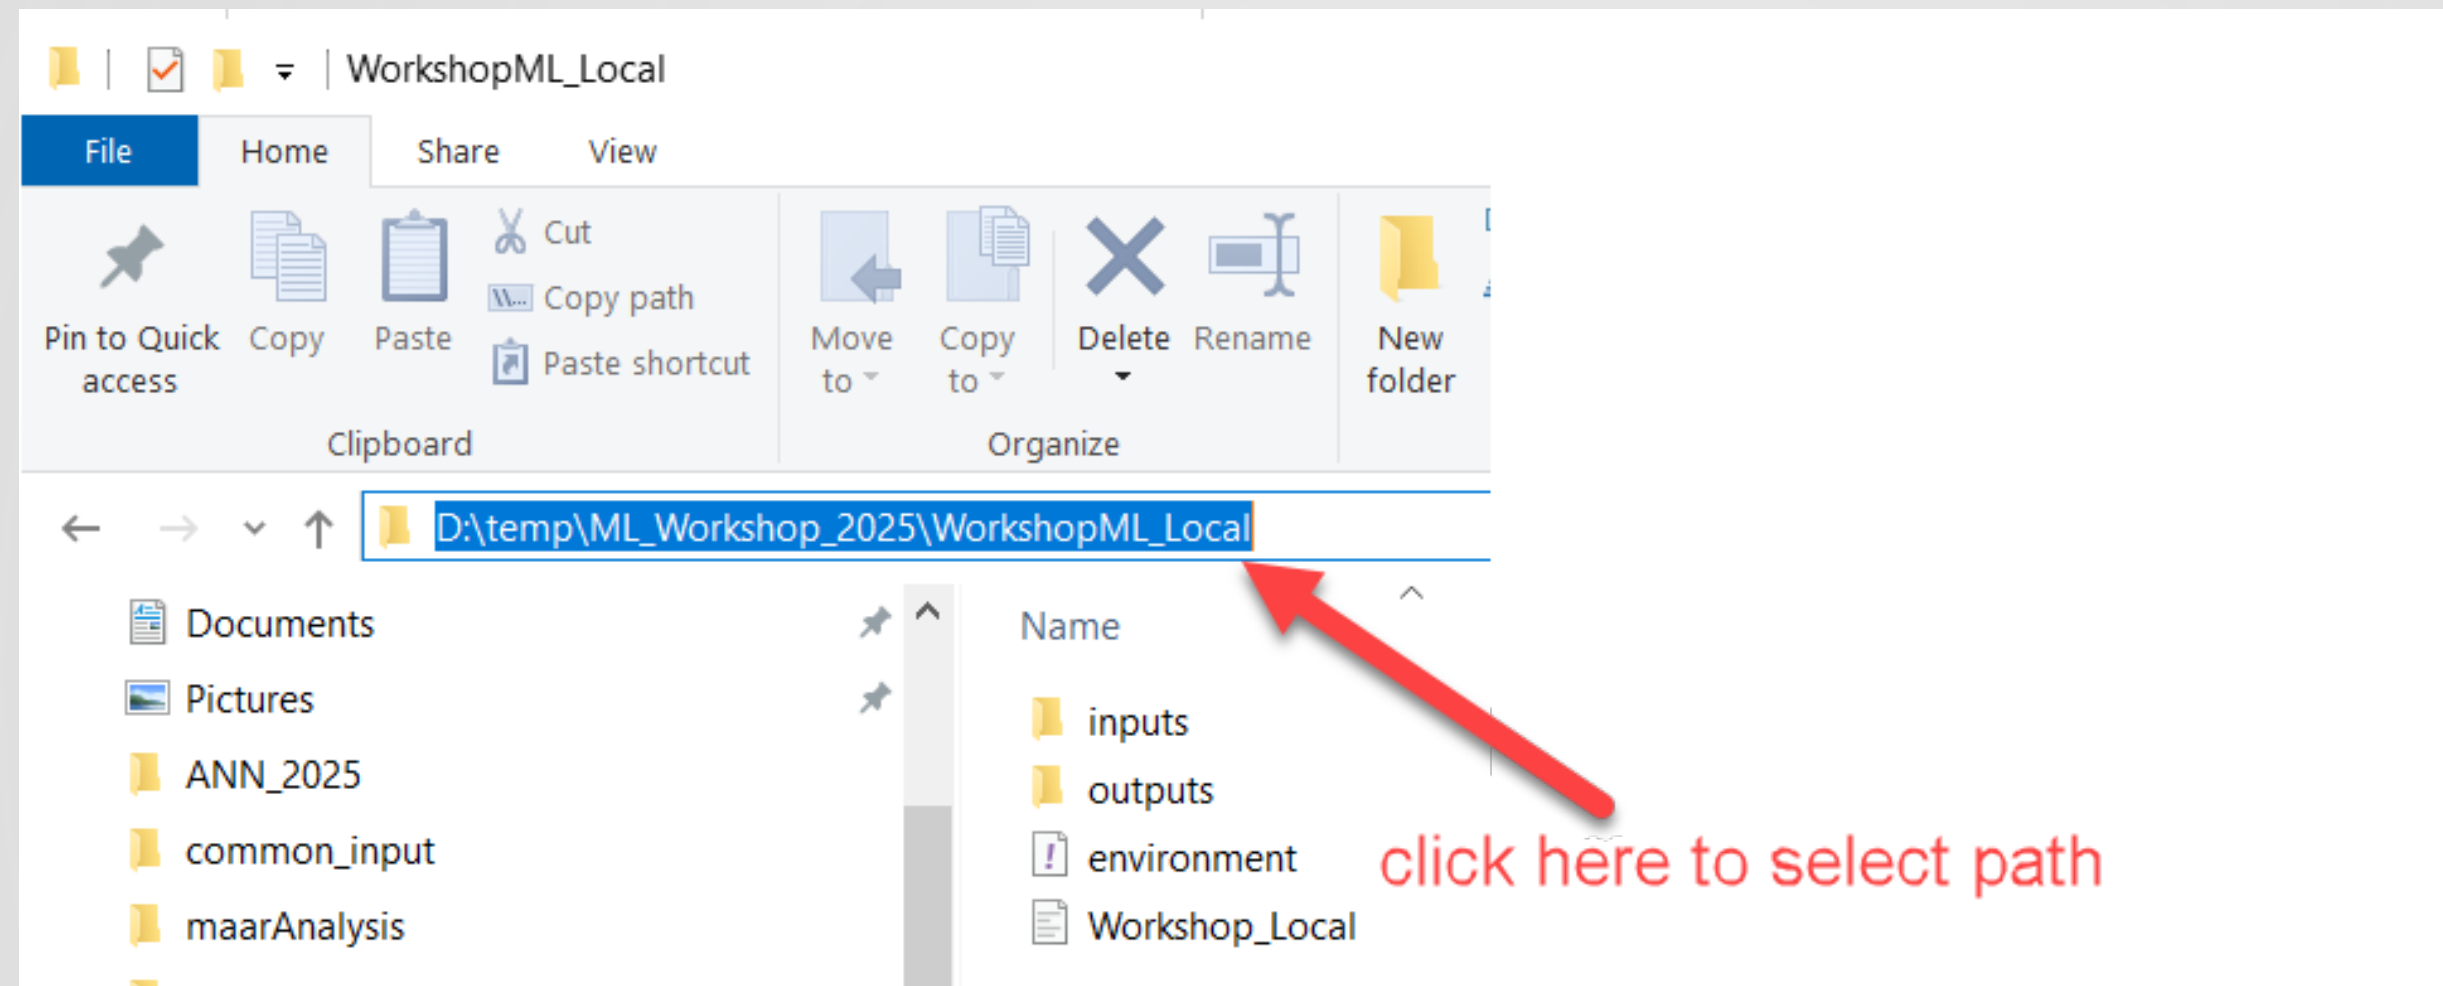 WorkshopML_Local
File Home Share View
Pin to Quick access
Copy
Paste
Cut
Copy path
Paste shortcut
Clipboard
Move to
Copy to
Delete
Rename
Organize
New folder
D:\temp\ML_Workshop_2025\WorkshopML_Local
Documents
Pictures
ANN_2025
common_input
maarAnalysis
Name
inputs
outputs
environment
Workshop_Local
click here to select path